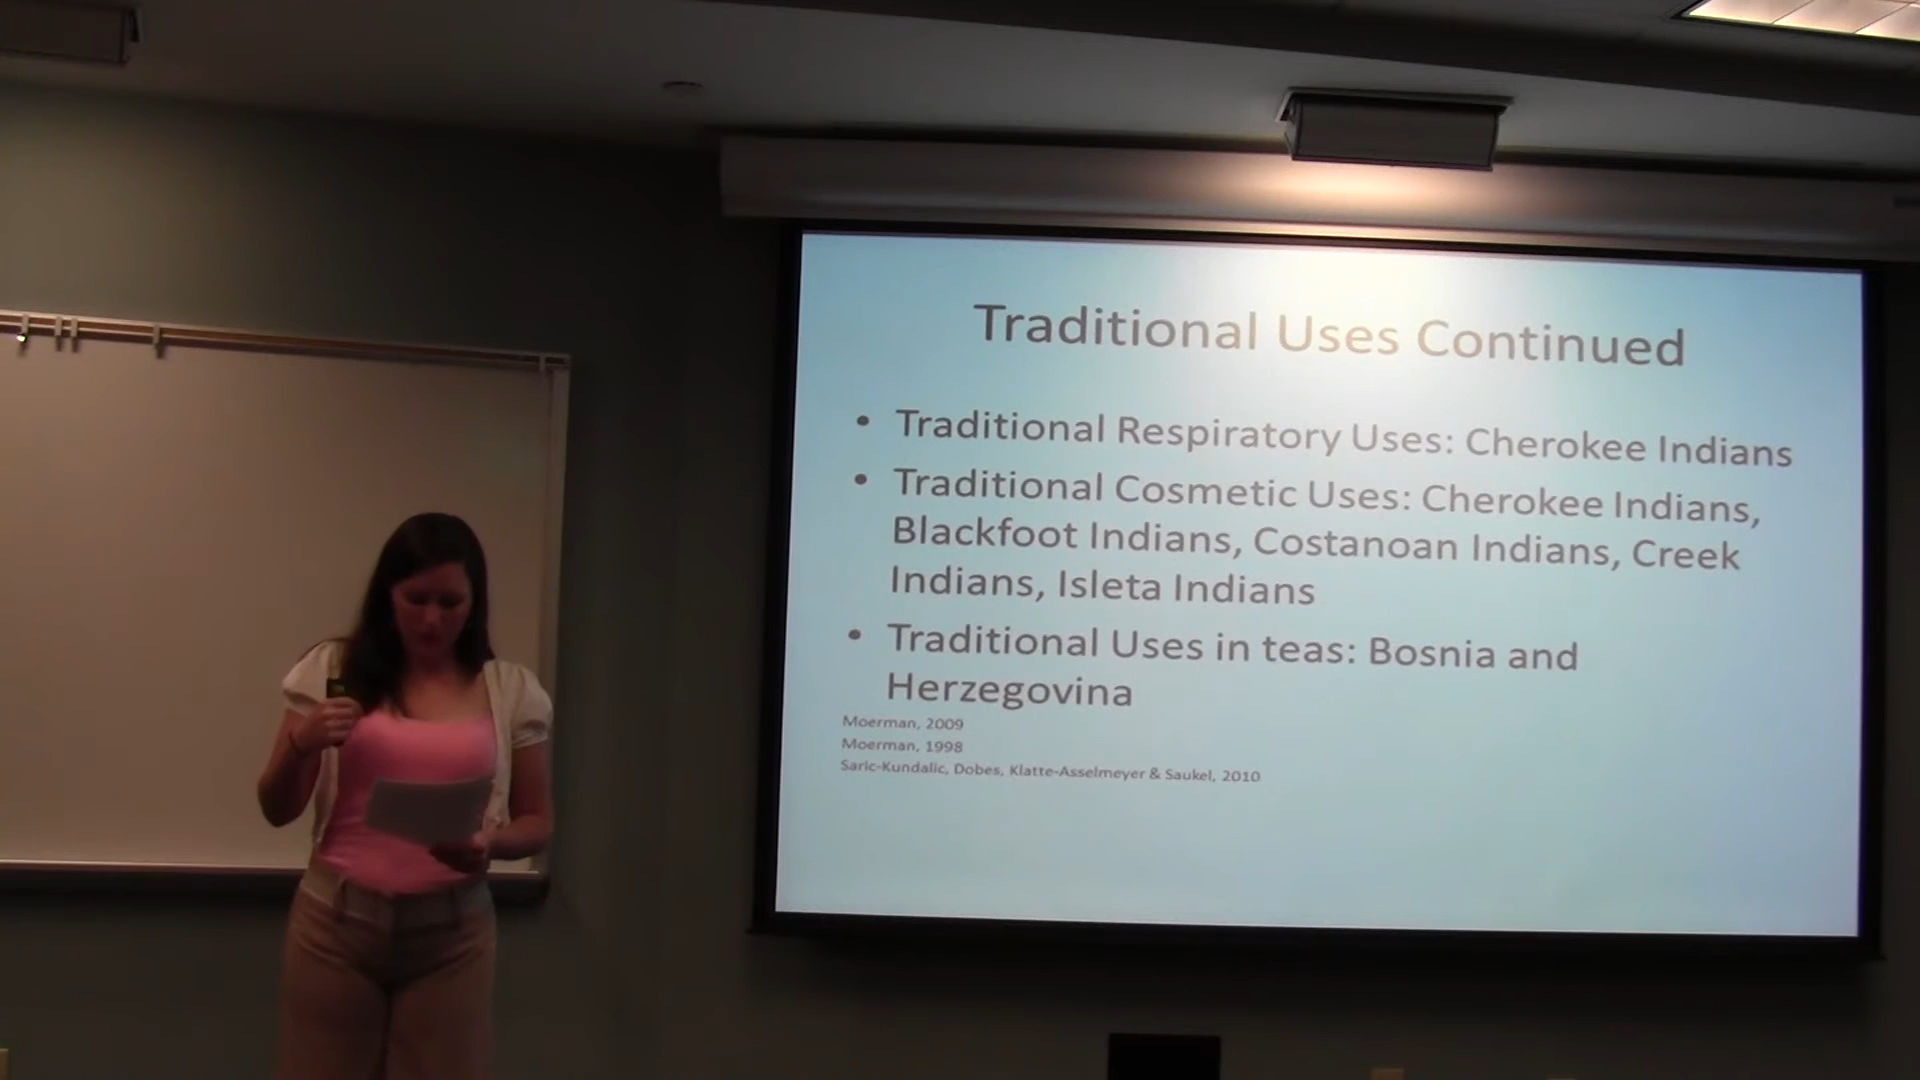 Traditional Uses Continued
• Traditional Respiratory Uses: Cherokee Indians
• Traditional Cosmetic Uses: Cherokee Indians,
Blackfoot Indians, Costanoan Indians, Creek
Indians, Isleta Indians
• Traditional Uses in teas: Bosnia and
Herzegovina
Moerman, 2009
Moerman, 1998
Saric-Kundalic, Dobes, Klatte-Asselmeyer & Saukel, 2010